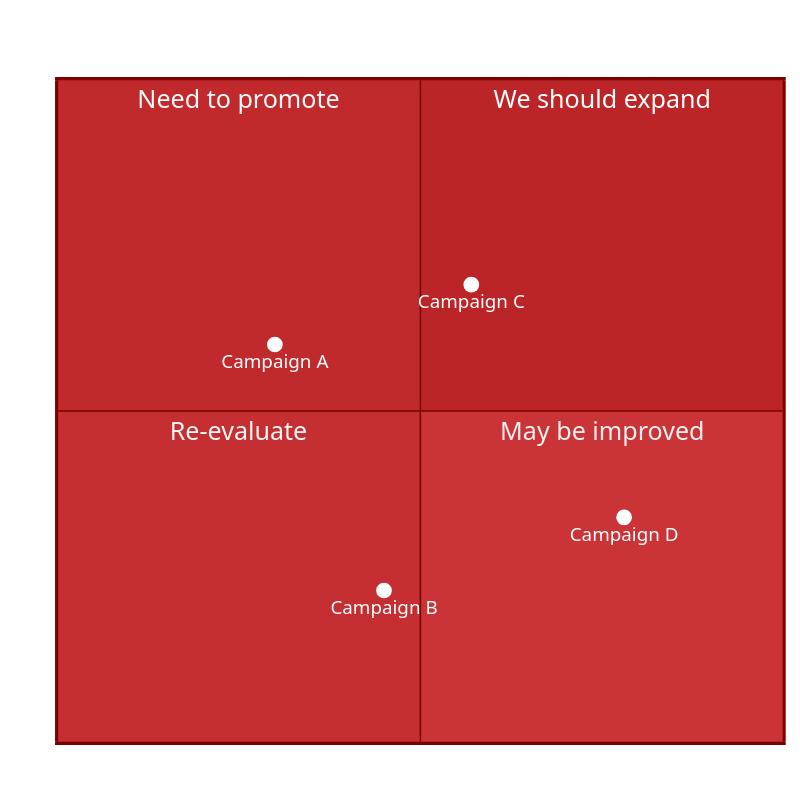 Need to promote
We should expand
Campaign C
Campaign A
Re-evaluate
May be improved
Campaign D
Campaign B